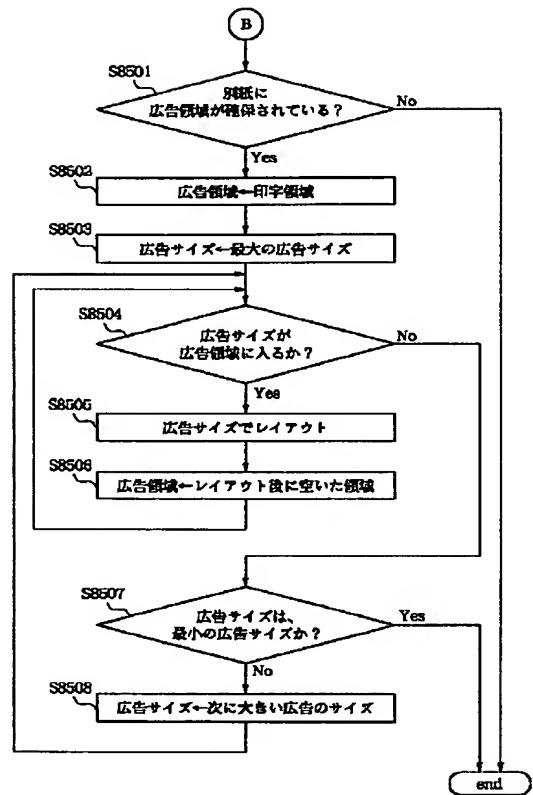 B
S8501
別紙に
広告領域が確保されている？
No
Yes
S8502
広告領域←印字領域
S8503
広告サイズ←最大の広告サイズ
S8504
広告サイズが
広告領域に入るか？
No
Yes
S8505
広告サイズでレイアウト
S8506
広告領域←レイアウト後に空いた領域
S8507
広告サイズは、
最小の広告サイズか？
Yes
No
S8508
広告サイズ←次に大きい広告のサイズ
end